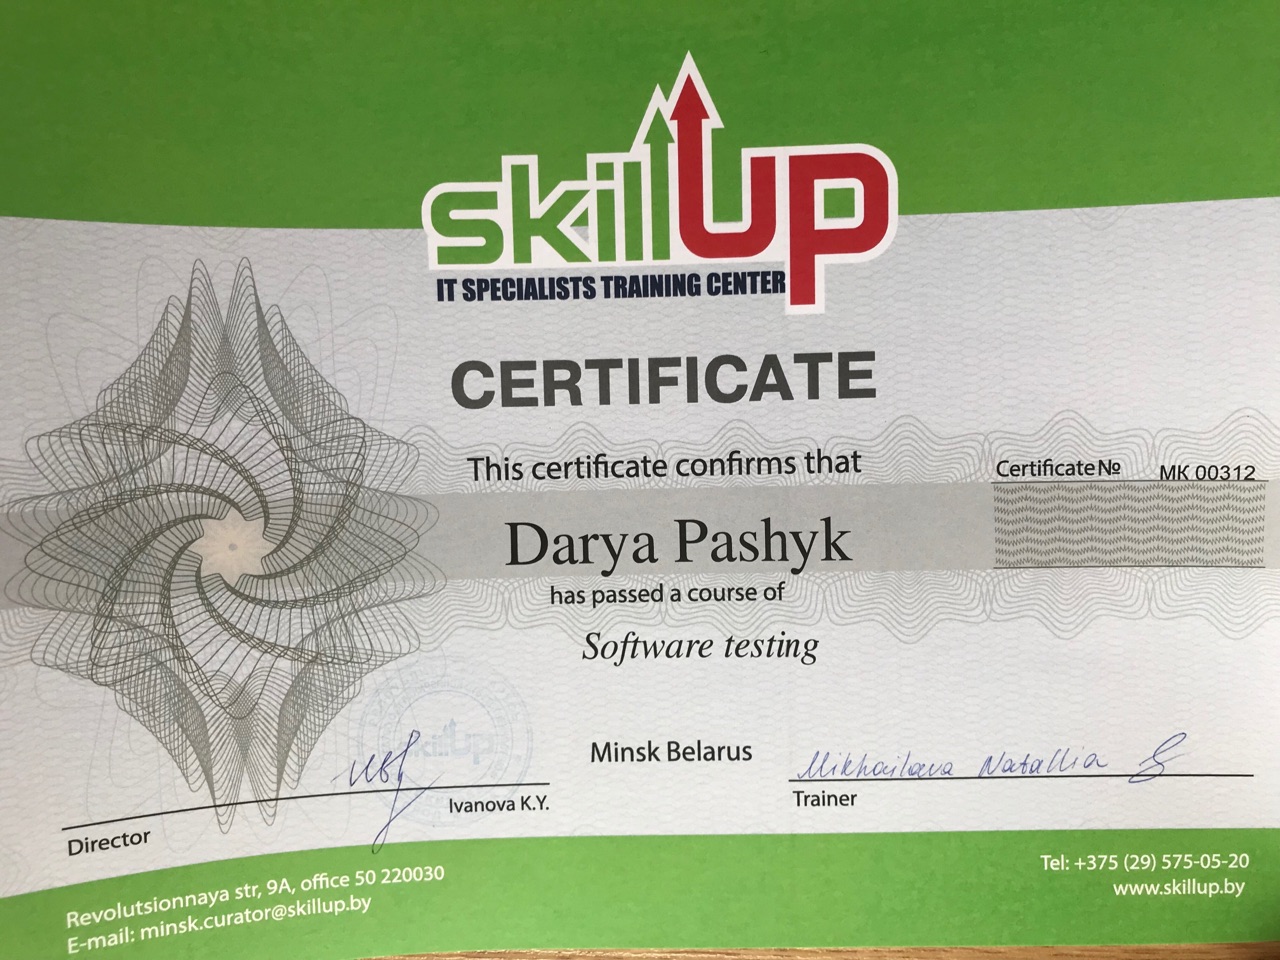 skillUP
IT SPECIALISTS TRAINING CENTER
CERTIFICATE
This certificate confirms that
Certificate № MK 00312
Darya Pashyk
has passed a course of
Software testing
skillup
Minsk Belarus
Mikhailava Natallia
Ivanova K.Y.
Trainer
Director
Revolutsionnaya str, 9A, office 50 220030
E-mail: minsk.curator@skillup.by
Tel: +375 (29) 575-05-20
www.skillup.by